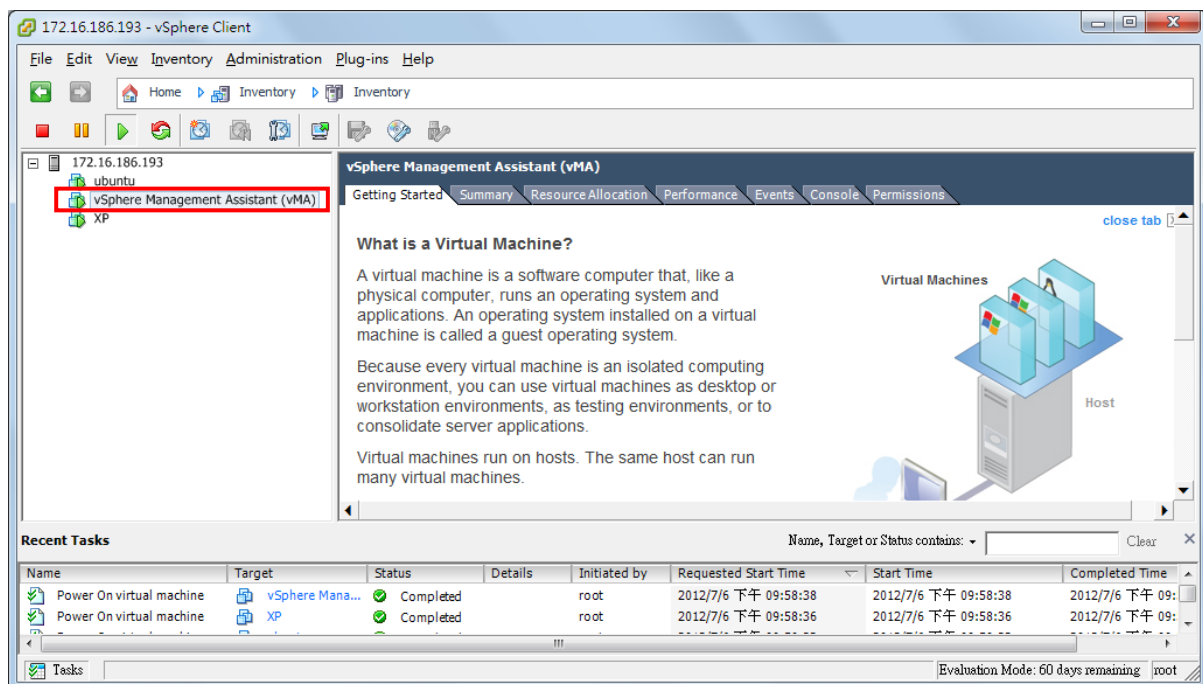 172.16.186.193 - vSphere Client
File Edit View Inventory Administration Plug-ins Help
Home Inventory Inventory
172.16.186.193
ubuntu
vSphere Management Assistant (vMA)
XP
vSphere Management Assistant (vMA)
Getting Started Summary Resource Allocation Performance Events Console Permissions
close tab
What is a Virtual Machine?
A virtual machine is a software computer that, like a
physical computer, runs an operating system and
applications. An operating system installed on a virtual
machine is called a guest operating system.
Because every virtual machine is an isolated computing
environment, you can use virtual machines as desktop or
workstation environments, as testing environments, or to
consolidate server applications.
Virtual machines run on hosts. The same host can run
many virtual machines.
Virtual Machines
Host
Recent Tasks
Name, Target or Status contains: Clear
Name Target Status Details Initiated by Requested Start Time Start Time Completed Time
Power On virtual machine vSphere Mana... Completed root 2012/7/6 下午 09:58:38 2012/7/6 下午 09:58:38 2012/7/6 下午 09:
Power On virtual machine XP Completed root 2012/7/6 下午 09:58:36 2012/7/6 下午 09:58:36 2012/7/6 下午 09:
Tasks
Evaluation Mode: 60 days remaining root